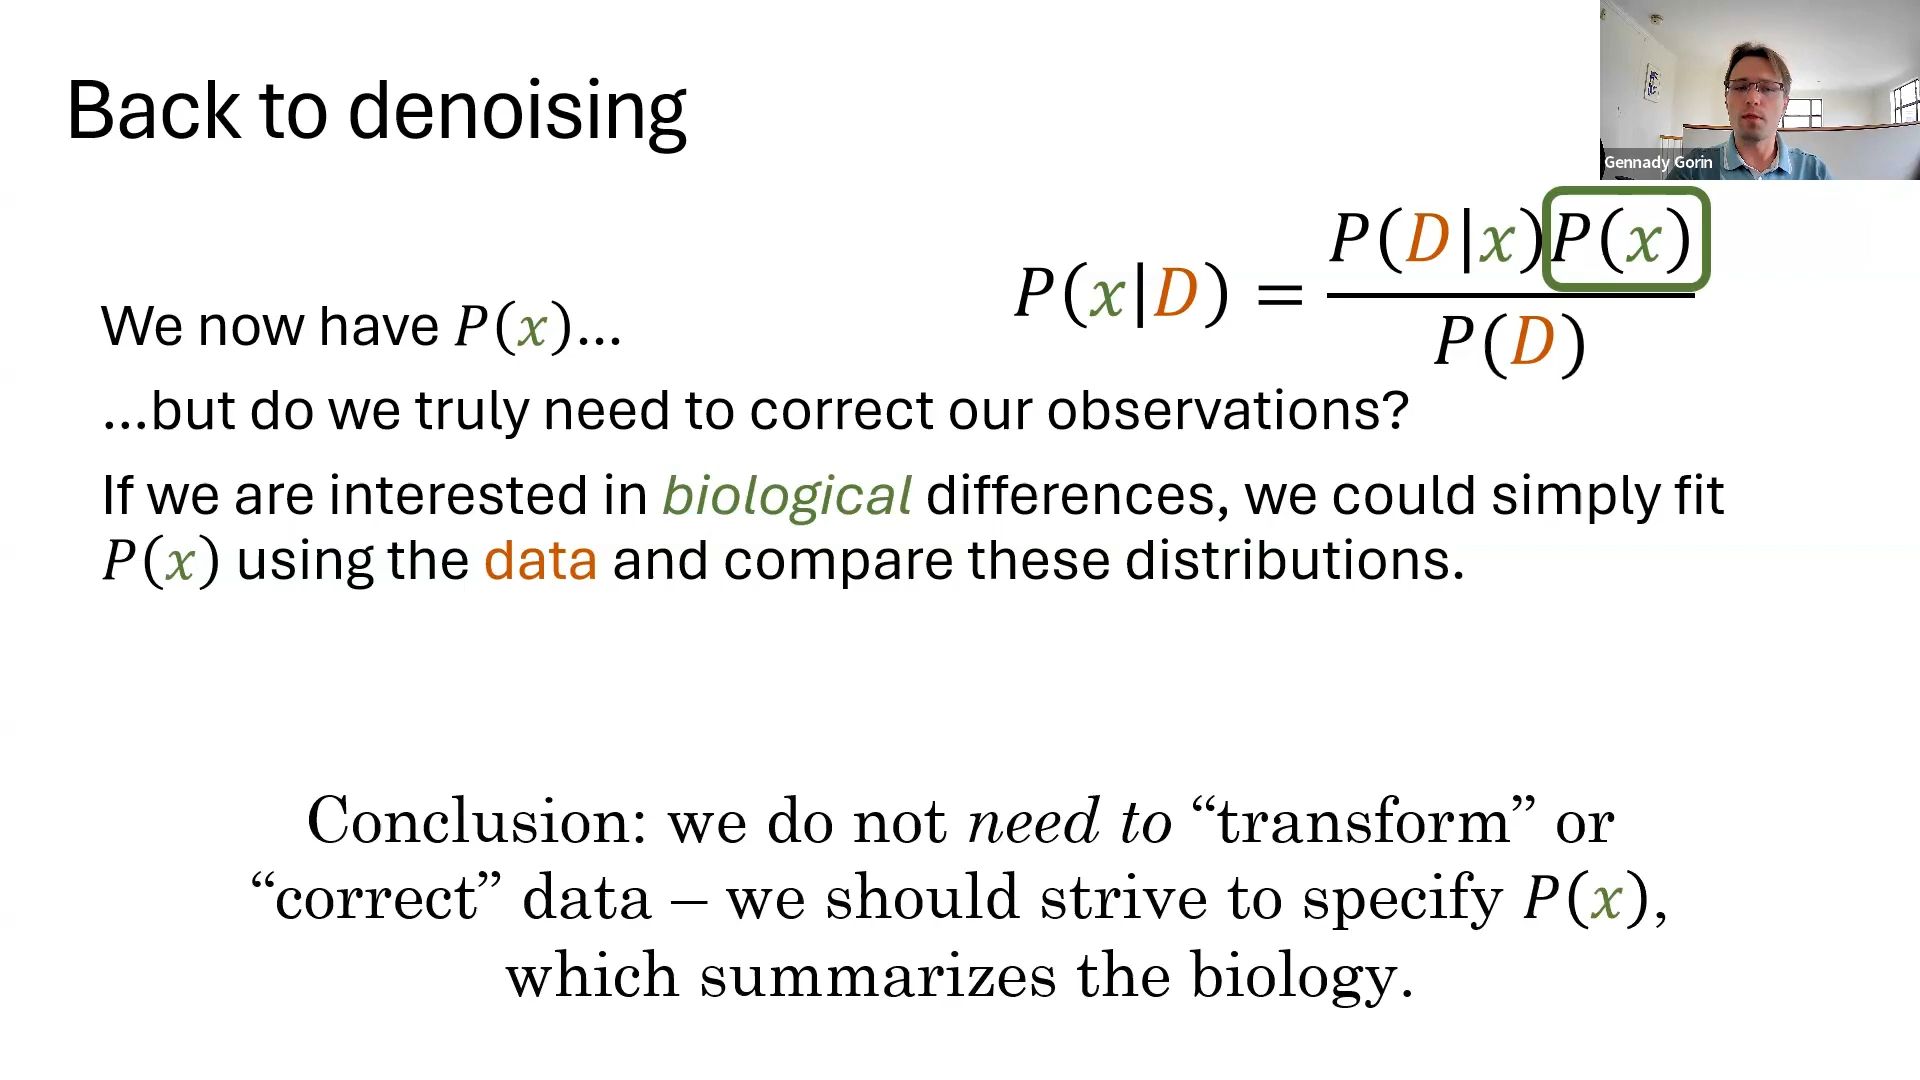 Back to denoising
Gennady Gorin
P(x|D) = P(D|x)P(x) / P(D)
We now have P(x)…
…but do we truly need to correct our observations?
If we are interested in biological differences, we could simply fit
P(x) using the data and compare these distributions.
Conclusion: we do not need to “transform” or
“correct” data – we should strive to specify P(x),
which summarizes the biology.